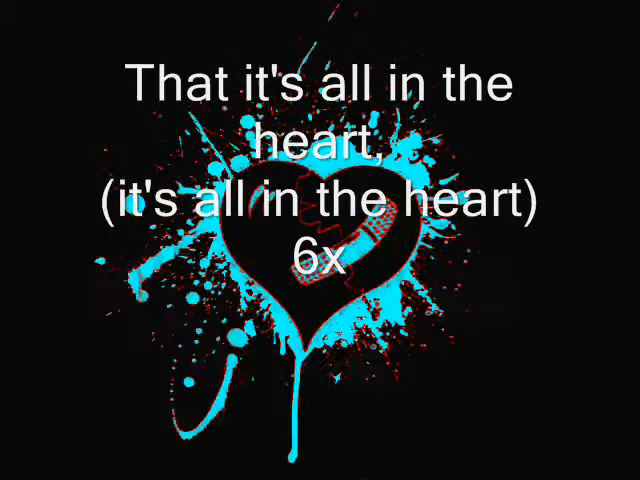 That it's all in the
heart,
(it's all in the heart)
6x